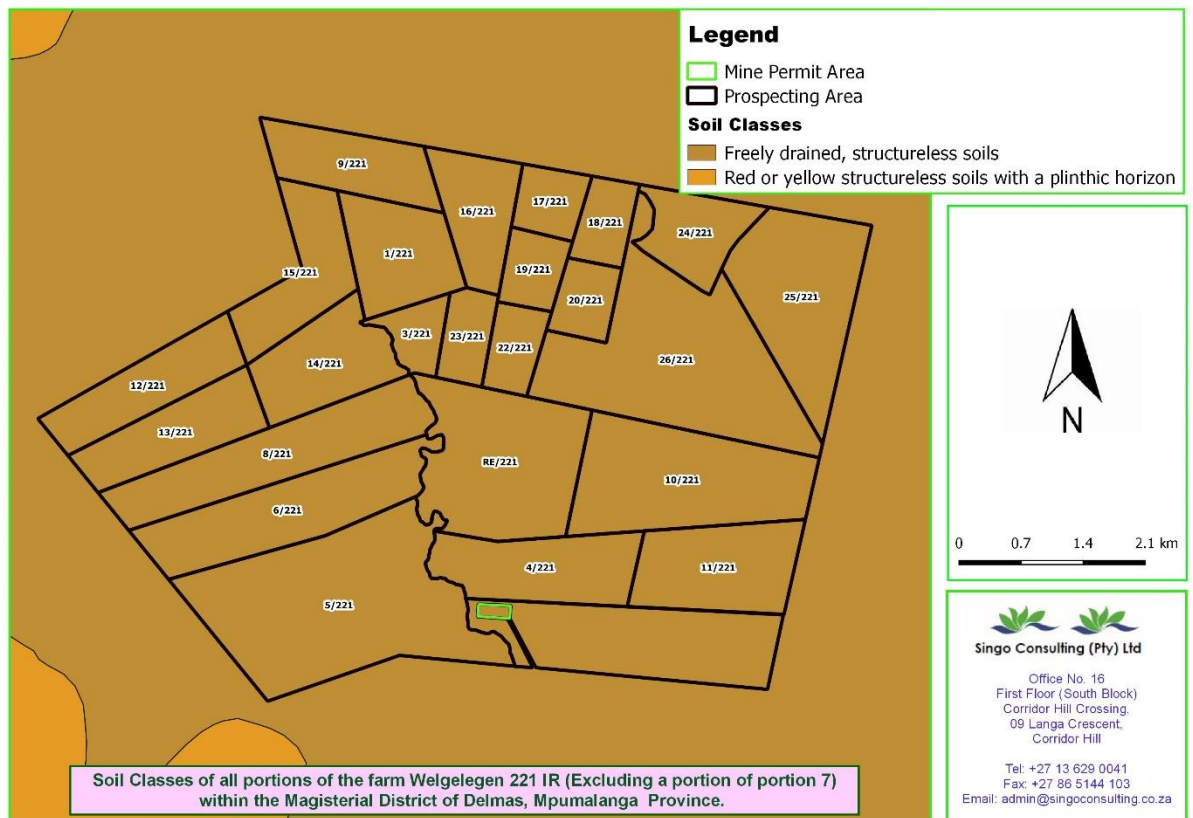 Legend
Mine Permit Area
Prospecting Area
Soil Classes
Freely drained, structureless soils
Red or yellow structureless soils with a plinthic horizon
9/221
16/221
17/221
18/221
24/221
1/221
19/221
15/221
20/221
25/221
3/221
23/221
22/221
26/221
14/221
12/221
13/221
8/221
RE/221
10/221
6/221
4/221
11/221
5/221
N
0 0.7 1.4 2.1 km
Singo Consulting (Pty) Ltd
Office No. 16
First Floor (South Block)
Corridor Hill Crossing,
09 Langa Crescent,
Corridor Hill
Tel: +27 13 629 0041
Fax: +27 86 5144 103
Email: admin@singoconsulting.co.za
Soil Classes of all portions of the farm Welgelegen 221 IR (Excluding a portion of portion 7)
within the Magisterial District of Delmas, Mpumalanga Province.